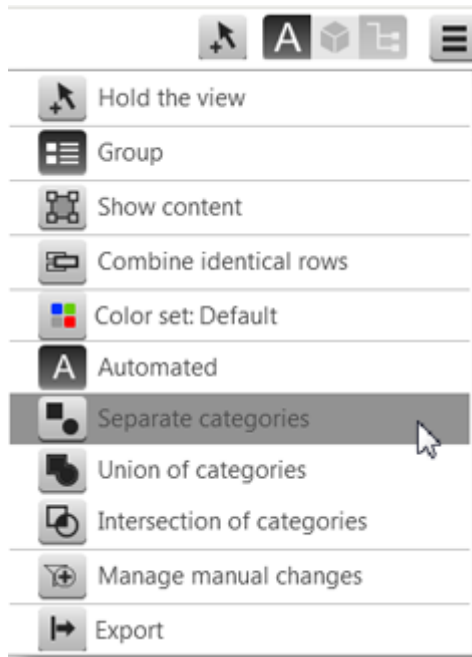 A
Hold the view
Group
Show content
Combine identical rows
Color set: Default
A Automated
Separate categories
Union of categories
Intersection of categories
Manage manual changes
Export